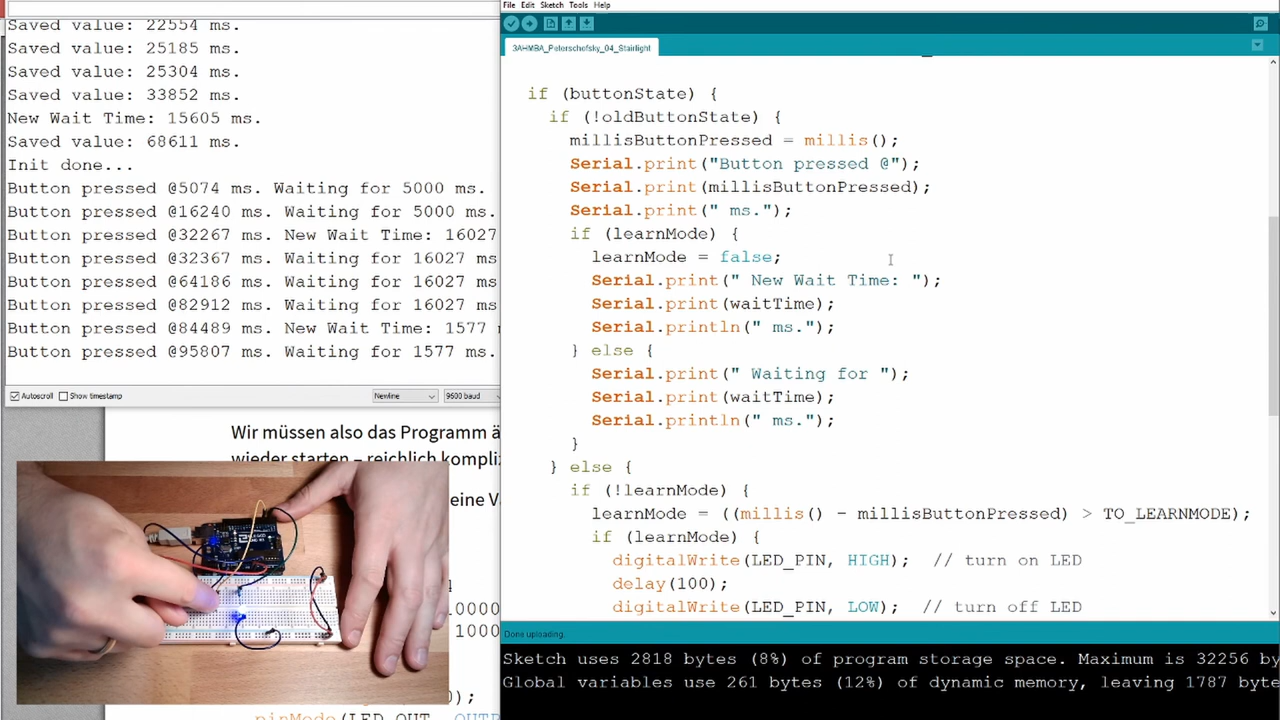 Saved value: 22554 ms.
Saved value: 25185 ms.
Saved value: 25304 ms.
Saved value: 33852 ms.
New Wait Time: 15605 ms.
Saved value: 68611 ms.
Init done...
Button pressed @5074 ms. Waiting for 5000 ms.
Button pressed @16240 ms. Waiting for 5000 ms.
Button pressed @32267 ms. New Wait Time: 16027
Button pressed @32367 ms. Waiting for 16027 ms
Button pressed @64186 ms. Waiting for 16027 ms
Button pressed @82912 ms. Waiting for 16027 ms
Button pressed @84489 ms. New Wait Time: 1577
Button pressed @95807 ms. Waiting for 1577 ms.
Autoscroll Show timestamp Newline 9600 baud
Wir müssen also das Programm
wieder starten – reichlich
eine
10000
1000
);
pinMode(LED_OUT,
File Edit Sketch Tools Help
3AHMBA_Peterschofsky_04_Stairlight
if (buttonState) {
if (!oldButtonState) {
millisButtonPressed = millis();
Serial.print("Button pressed @");
Serial.print(millisButtonPressed);
Serial.print(" ms.");
if (learnMode) {
learnMode = false;
Serial.print(" New Wait Time: ");
Serial.print(waitTime);
Serial.println(" ms.");
} else {
Serial.print(" Waiting for ");
Serial.print(waitTime);
Serial.println(" ms.");
}
} else {
if (!learnMode) {
learnMode = ((millis() - millisButtonPressed) > TO_LEARNMODE);
if (learnMode) {
digitalWrite(LED_PIN, HIGH); // turn on LED
delay(100);
digitalWrite(LED_PIN, LOW); // turn off LED
Done uploading.
Sketch uses 2818 bytes (8%) of program storage space. Maximum is 32256 by
Global variables use 261 bytes (12%) of dynamic memory, leaving 1787 byte